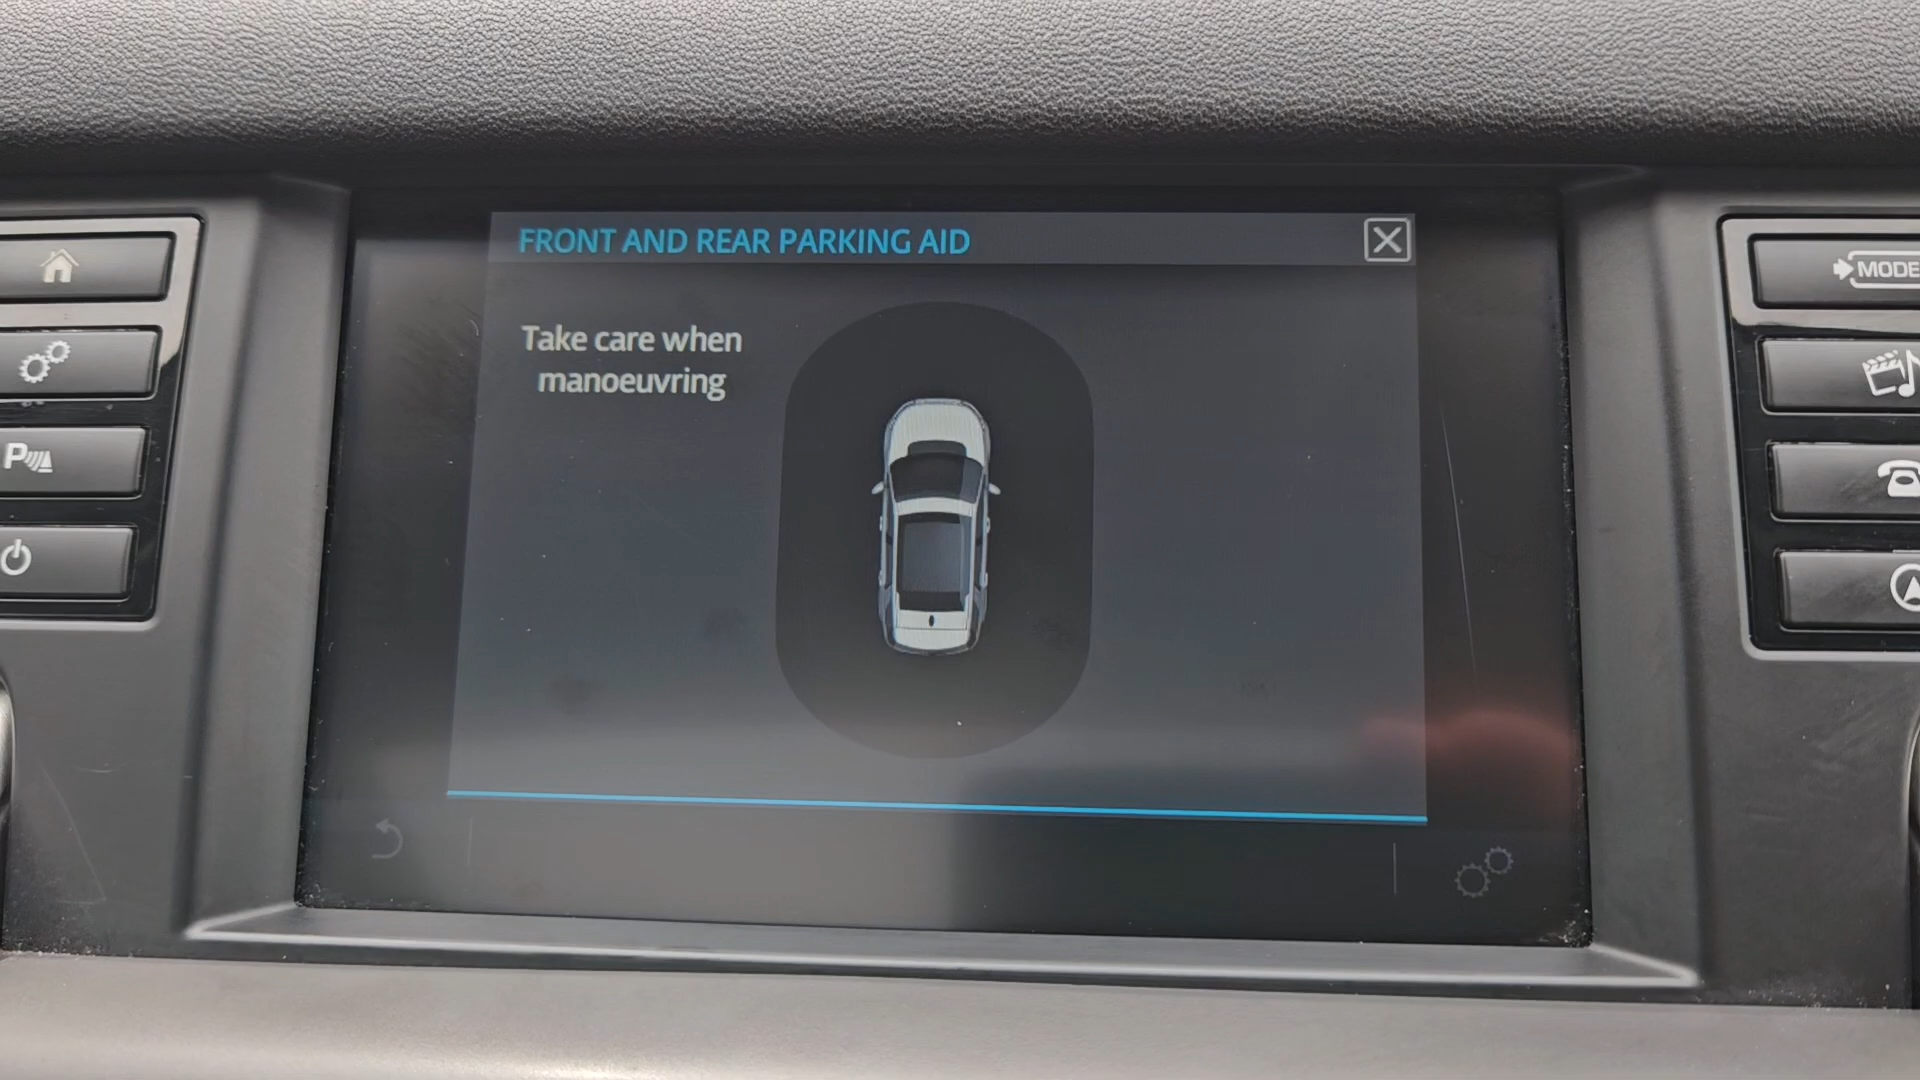 FRONT AND REAR PARKING AID
Take care when
manoeuvring
MODE
P